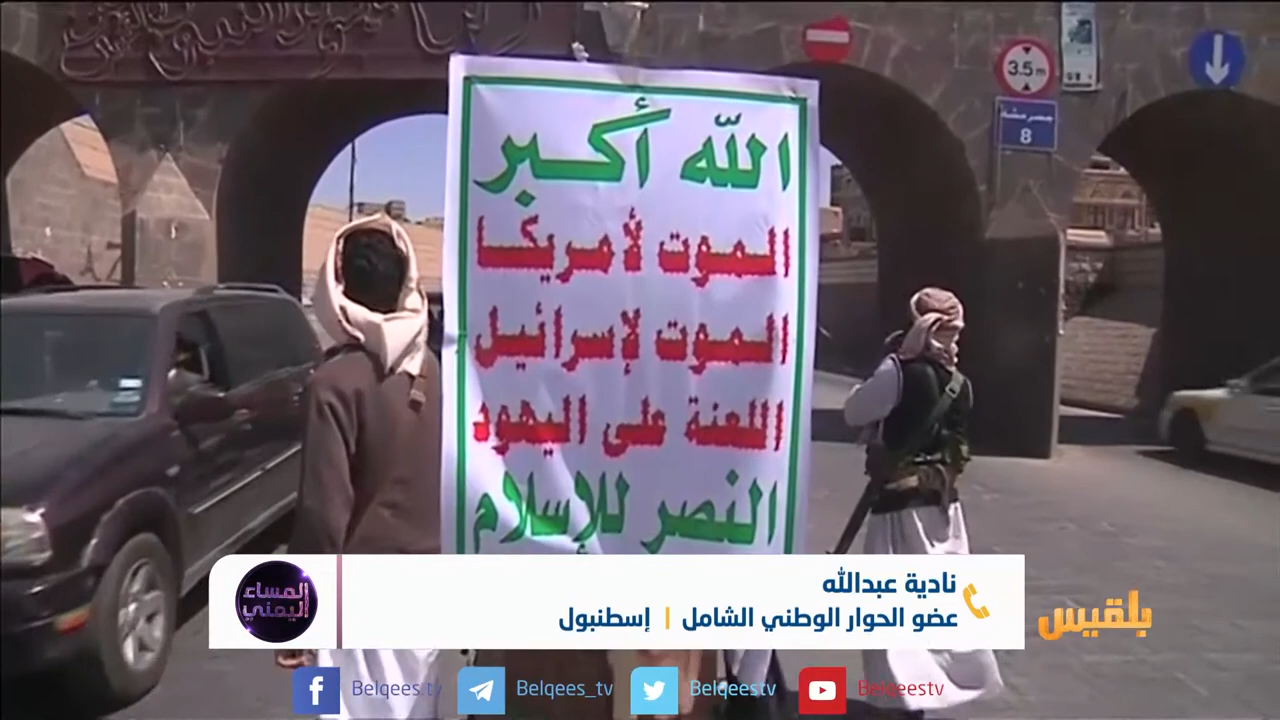 3.5m
8
الله أكبر
الموت لأمريكا
الموت لإسرائيل
اللعنة على اليهود
النصر للإسلام
المساء
اليمني
نادية عبدالله
عضو الحوار الوطني الشامل | إسطنبول
بلقيس
Belqees.tv
Belqees_tv
Belqeestv
Belqeestv